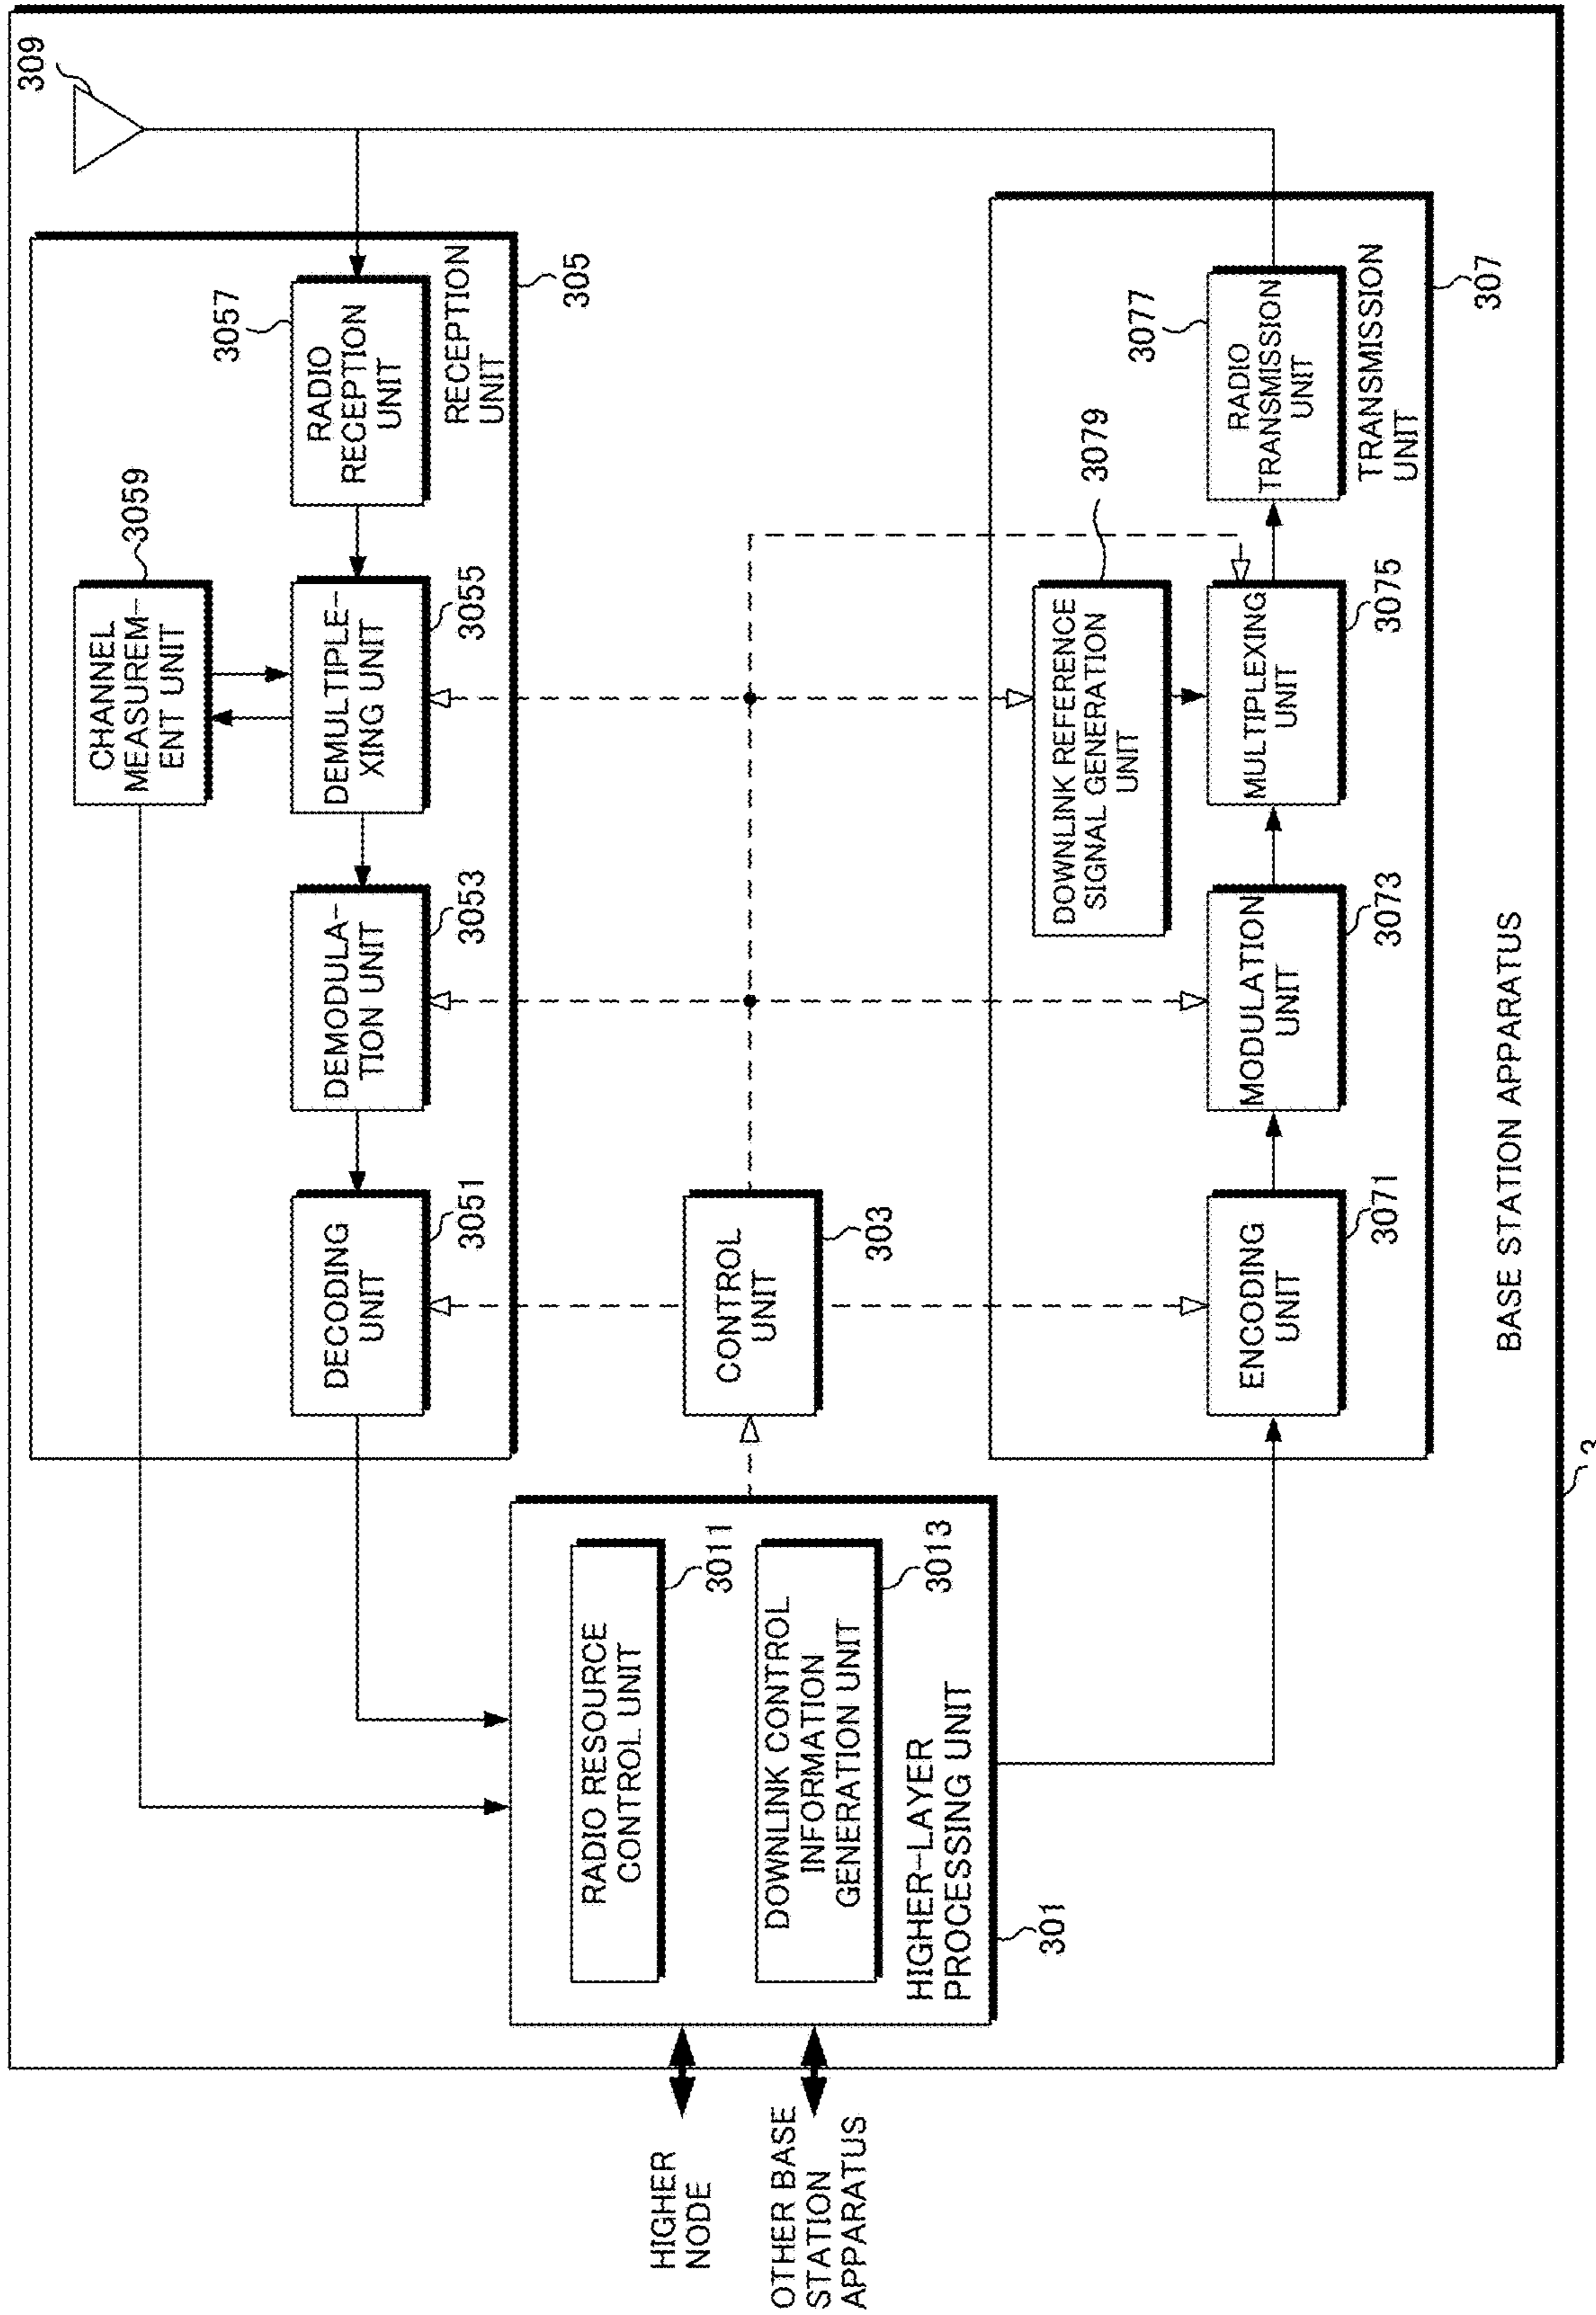 309
3059
CHANNEL
MEASUREM-
ENT UNIT
3057
RADIO
RECEPTION
UNIT
RECEPTION
UNIT
305
DEMULTIPLE-
XING UNIT
3055
DEMODULA-
TION UNIT
3053
DECODING
UNIT
3051
CONTROL
UNIT
303
RADIO RESOURCE
CONTROL UNIT
3011
DOWNLINK CONTROL
INFORMATION
GENERATION UNIT
3013
HIGHER-LAYER
PROCESSING UNIT
301
HIGHER
NODE
OTHER BASE
STATION
APPARATUS
DOWNLINK REFERENCE
SIGNAL GENERATION
UNIT
3079
ENCODING
UNIT
3071
MODULATION
UNIT
3073
MULTIPLEXING
UNIT
3075
3077
RADIO
TRANSMISSION
UNIT
TRANSMISSION
UNIT
307
BASE STATION APPARATUS
3